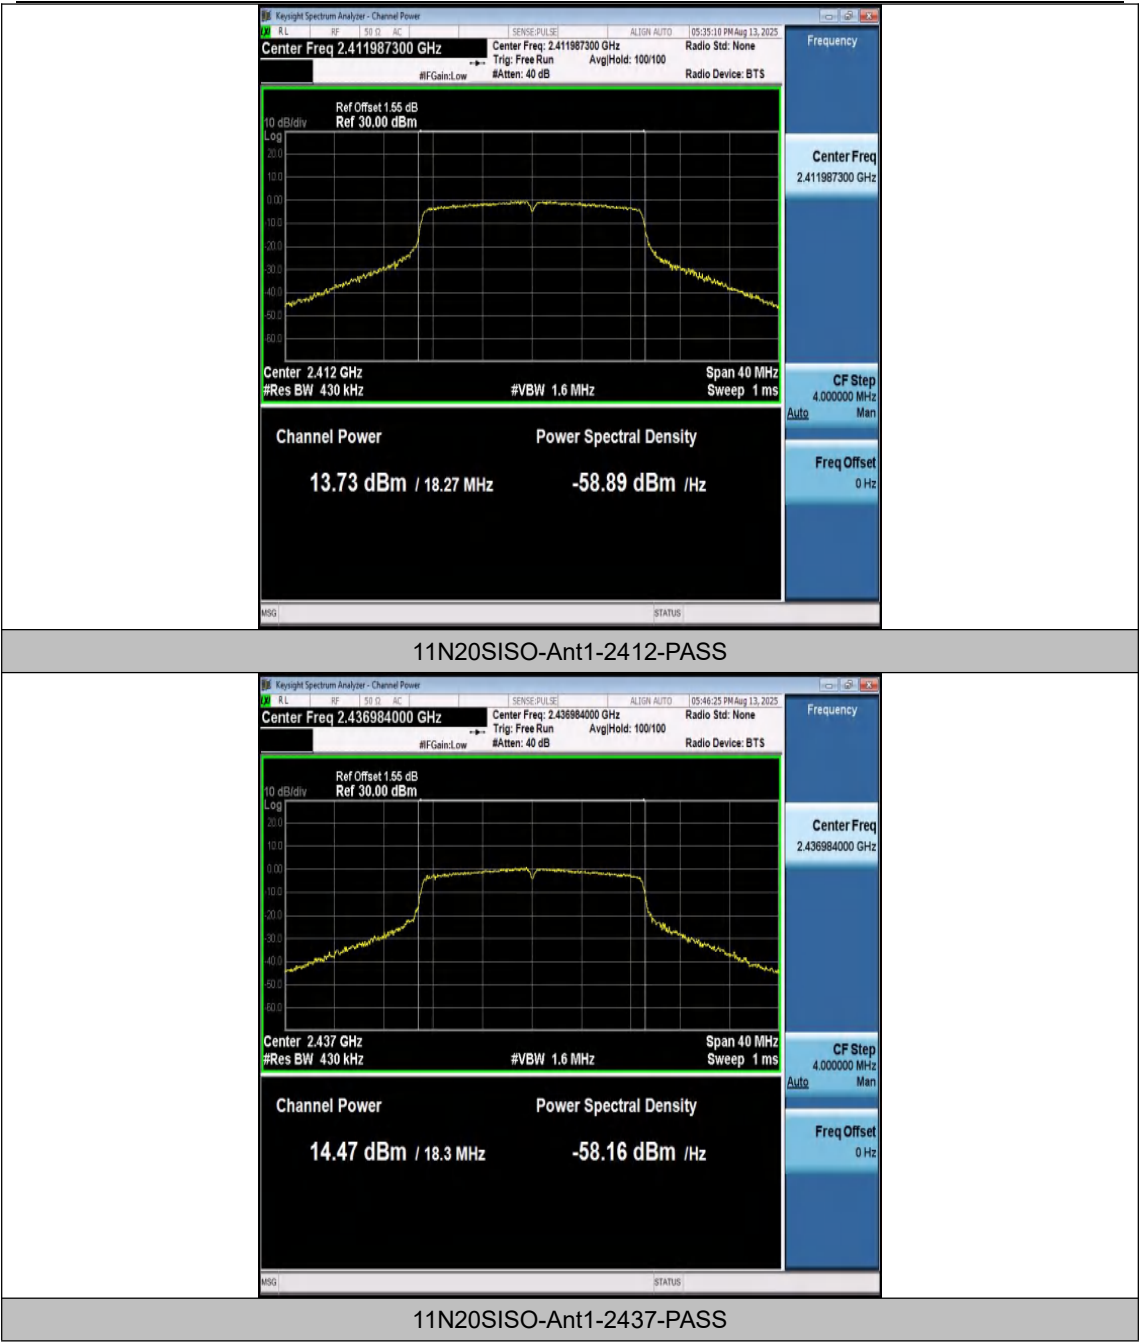 Keysight Spectrum Analyzer - Channel Power
RL RF 50 Ω AC SENSE:PULSE ALIGN AUTO 05:35:10 PM Aug 13, 2025
Center Freq 2.411987300 GHz
Center Freq: 2.411987300 GHz Radio Std: None
Trig: Free Run Avg|Hold: 100/100
#IFGain:Low #Atten: 40 dB Radio Device: BTS
Frequency
Ref Offset 1.55 dB
10 dB/div Ref 30.00 dBm
Log
20.0
10.0
0.00
-10.0
-20.0
-30.0
-40.0
-50.0
-60.0
Center Freq
2.411987300 GHz
Center 2.412 GHz Span 40 MHz
#Res BW 430 kHz #VBW 1.6 MHz Sweep 1 ms
CF Step
4.000000 MHz
Auto Man
Channel Power Power Spectral Density
13.73 dBm / 18.27 MHz -58.89 dBm /Hz
Freq Offset
0 Hz
MSG STATUS
11N20SISO-Ant1-2412-PASS
Keysight Spectrum Analyzer - Channel Power
RL RF 50 Ω AC SENSE:PULSE ALIGN AUTO 05:46:25 PM Aug 13, 2025
Center Freq 2.436984000 GHz
Center Freq: 2.436984000 GHz Radio Std: None
Trig: Free Run Avg|Hold: 100/100
#IFGain:Low #Atten: 40 dB Radio Device: BTS
Frequency
Ref Offset 1.55 dB
10 dB/div Ref 30.00 dBm
Log
20.0
10.0
0.00
-10.0
-20.0
-30.0
-40.0
-50.0
-60.0
Center Freq
2.436984000 GHz
Center 2.437 GHz Span 40 MHz
#Res BW 430 kHz #VBW 1.6 MHz Sweep 1 ms
CF Step
4.000000 MHz
Auto Man
Channel Power Power Spectral Density
14.47 dBm / 18.3 MHz -58.16 dBm /Hz
Freq Offset
0 Hz
MSG STATUS
11N20SISO-Ant1-2437-PASS